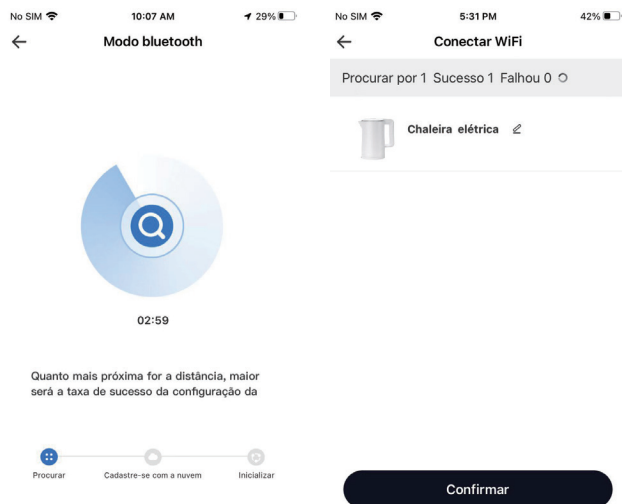 No SIM 10:07 AM 29%
Modo bluetooth
02:59
Quanto mais próxima for a distância, maior
será a taxa de sucesso da configuração da
Procurar Cadastre-se com a nuvem Inicializar
No SIM 5:31 PM 42%
Conectar WiFi
Procurar por 1 Sucesso 1 Falhou 0
Chaleira elétrica
Confirmar